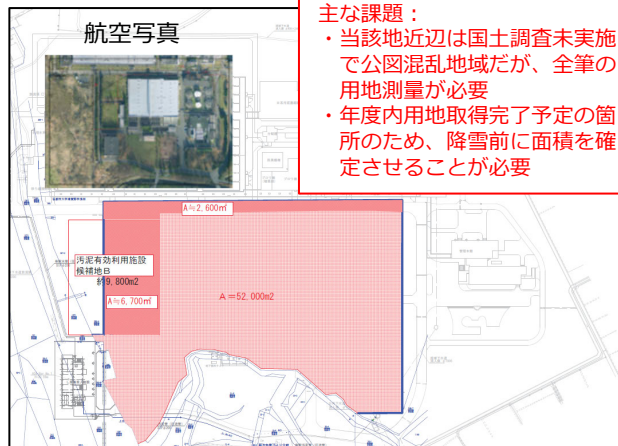 航空写真
主な課題：
・当該地近辺は国土調査未実施
で公図混乱地域だが、全筆の
用地測量が必要
・年度内用地取得完了予定の箇
所のため、降雪前に面積を確
定させることが必要
A≒2,600㎡
汚泥有効利用施設
候補地B
約9,800m2
A≒6,700㎡
A＝52,000m2